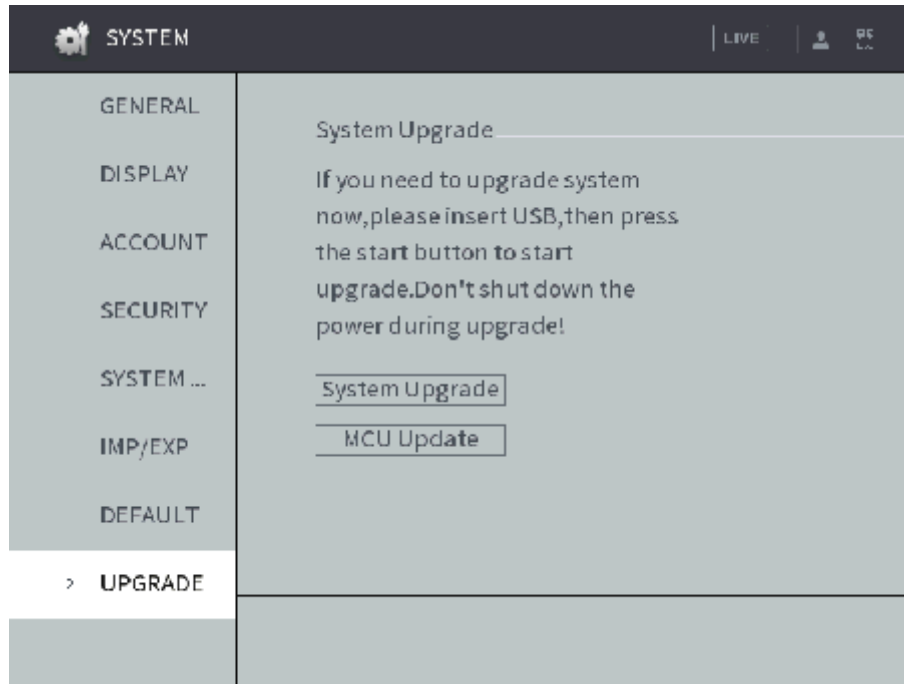 SYSTEM
LIVE
GENERAL
DISPLAY
ACCOUNT
SECURITY
SYSTEM ...
IMP/EXP
DEFAULT
> UPGRADE
System Upgrade
If you need to upgrade system
now,please insert USB,then press
the start button to start
upgrade.Don't shut down the
power during upgrade!
System Upgrade
MCU Update